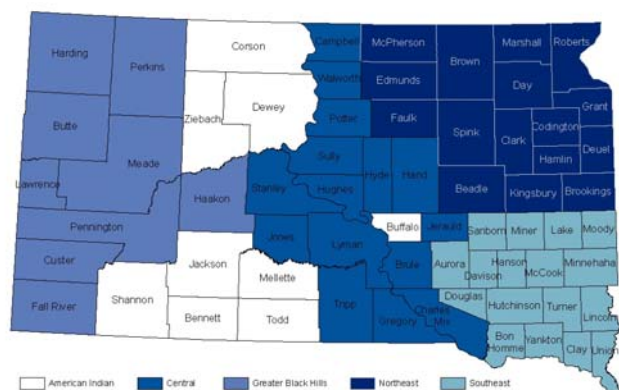 Harding
Perkins
Corson
Campbell
McPherson
Brown
Marshall
Roberts
Walworth
Edmunds
Day
Butte
Ziebach
Dewey
Potter
Faulk
Spink
Clark
Codington
Grant
Hamlin
Deuel
Meade
Sully
Hyde
Hand
Lawrence
Haakon
Stanley
Hughes
Beadle
Kingsbury
Brookings
Pennington
Jones
Lyman
Buffalo
Jerauld
Sanborn
Miner
Lake
Moody
Custer
Jackson
Mellette
Brule
Aurora
Davison
Hanson
McCook
Minnehaha
Fall River
Shannon
Bennett
Todd
Tripp
Gregory
Charles
Mix
Douglas
Hutchinson
Turner
Lincoln
Bon
Homme
Yankton
Clay
Union
American Indian
Central
Greater Black Hills
Northeast
Southeast